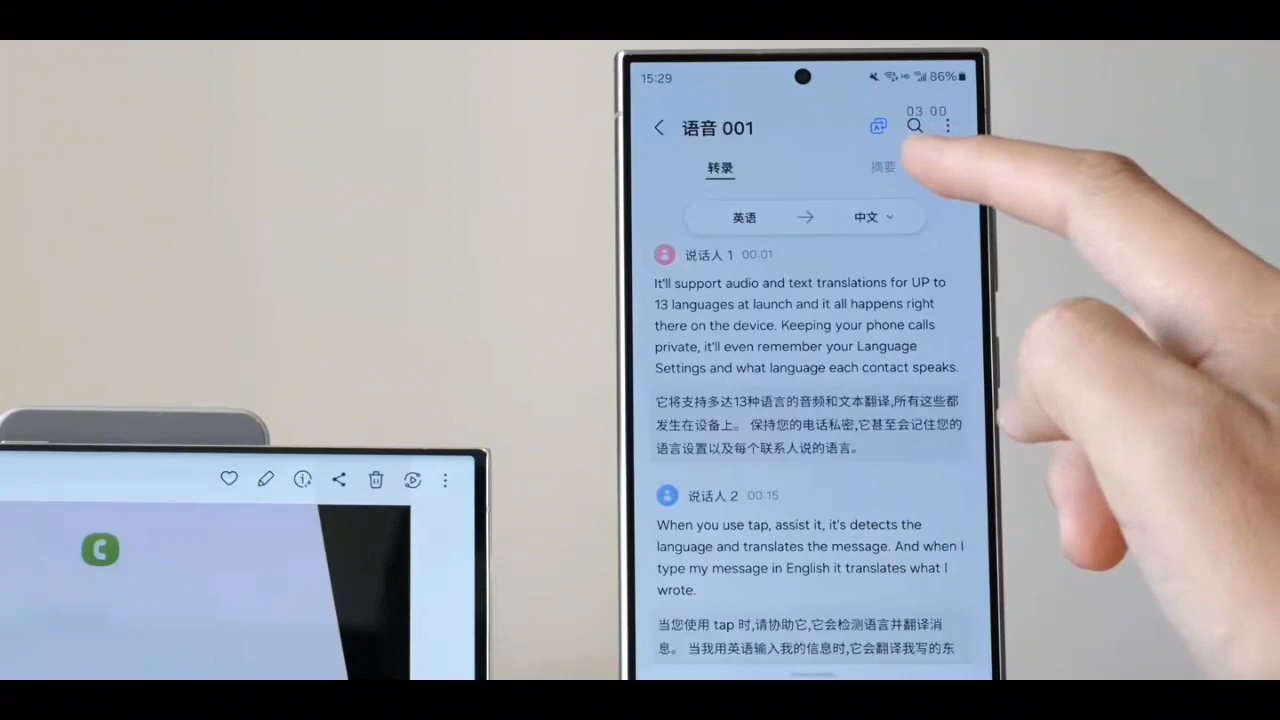 15:29
86%
03:00
语音 001
转录
摘要
英语 → 中文
说话人 1 00:01
It'll support audio and text translations for UP to
13 languages at launch and it all happens right
there on the device. Keeping your phone calls
private, it'll even remember your Language
Settings and what language each contact speaks.
它将支持多达13种语言的音频和文本翻译,所有这些都
发生在设备上。 保持您的电话私密,它甚至会记住您的
语言设置以及每个联系人说的语言。
说话人 2 00:15
When you use tap, assist it, it's detects the
language and translates the message. And when I
type my message in English it translates what I
wrote.
当您使用 tap 时,请协助它,它会检测语言并翻译消
息。 当我用英语输入我的信息时,它会翻译我写的东